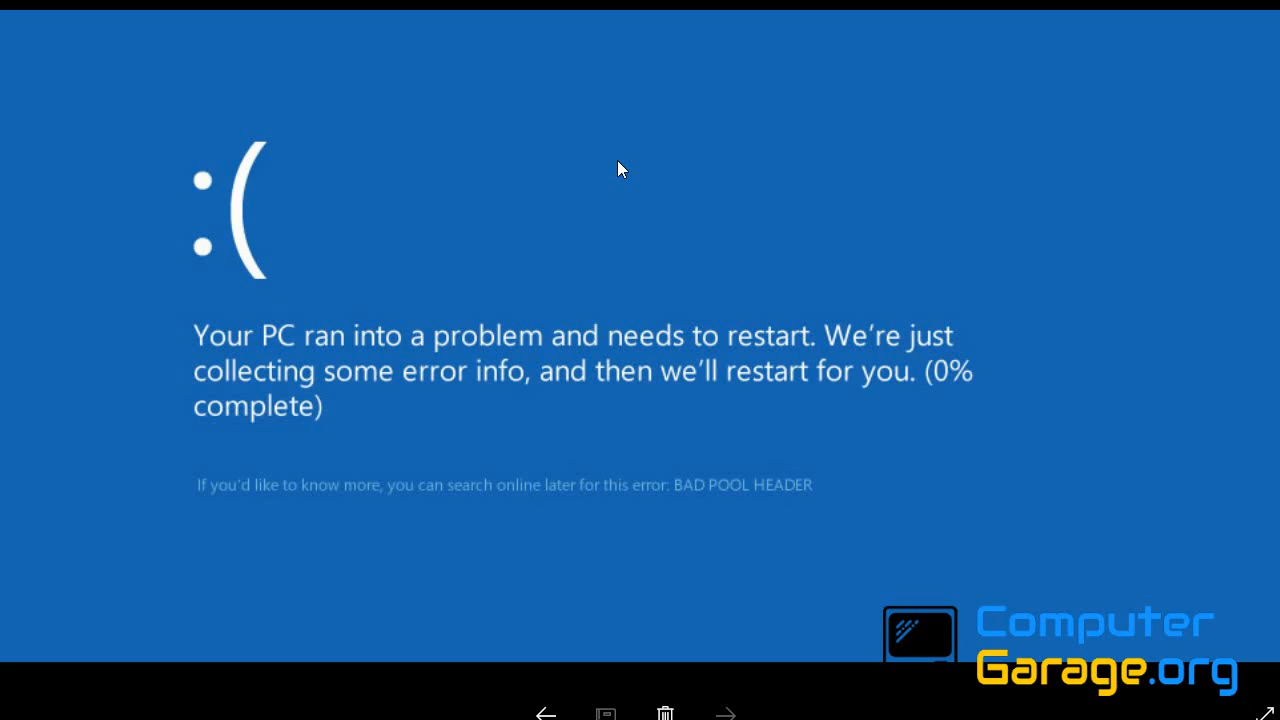 :(
Your PC ran into a problem and needs to restart. We're just
collecting some error info, and then we'll restart for you. (0%
complete)
If you'd like to know more, you can search online later for this error: BAD POOL HEADER
Computer
Garage.org